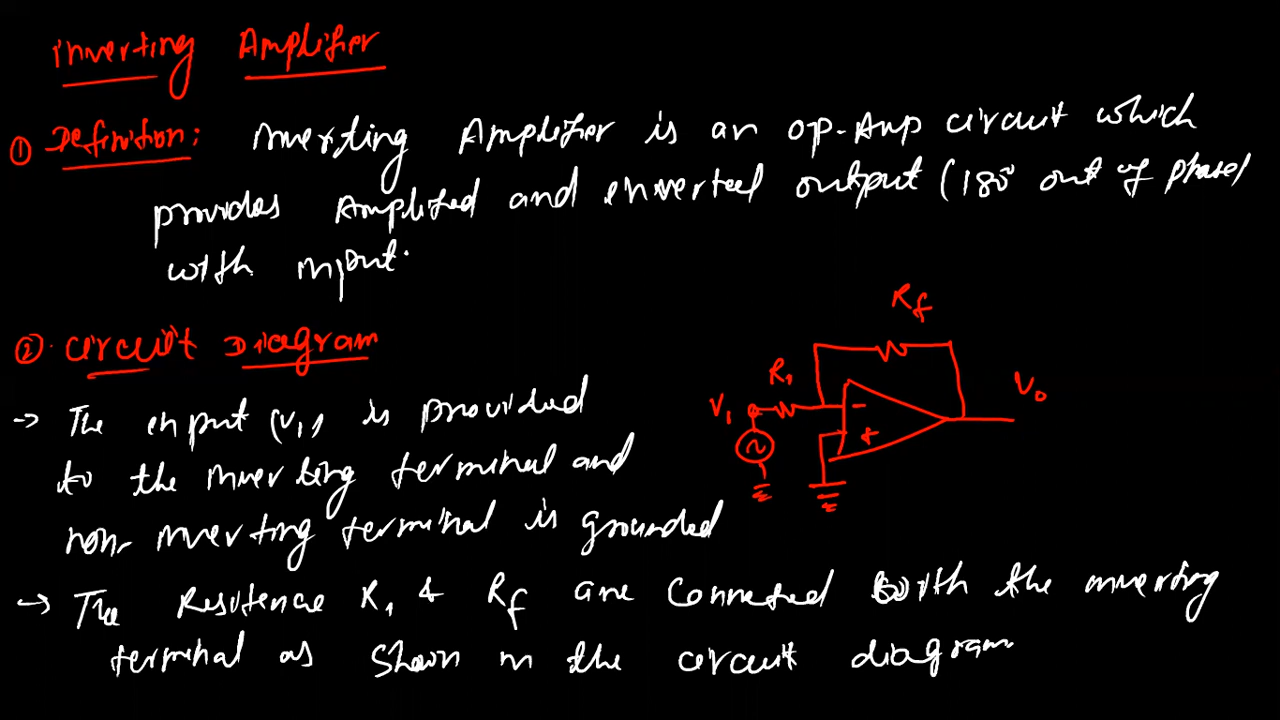 Inverting Amplifier
① Definition: Inverting Amplifier is an op-Amp circuit which
provides Amplified and inverted output (180° out of phase)
with input.
② Circuit Diagram
→ The input (V1) is provided
to the inverting terminal and
non-inverting terminal is grounded
→ The Resistence R1 & Rf are connected with the inverting
terminal as shown in the circuit diagram
Rf
R1
V1
Vo
-
+